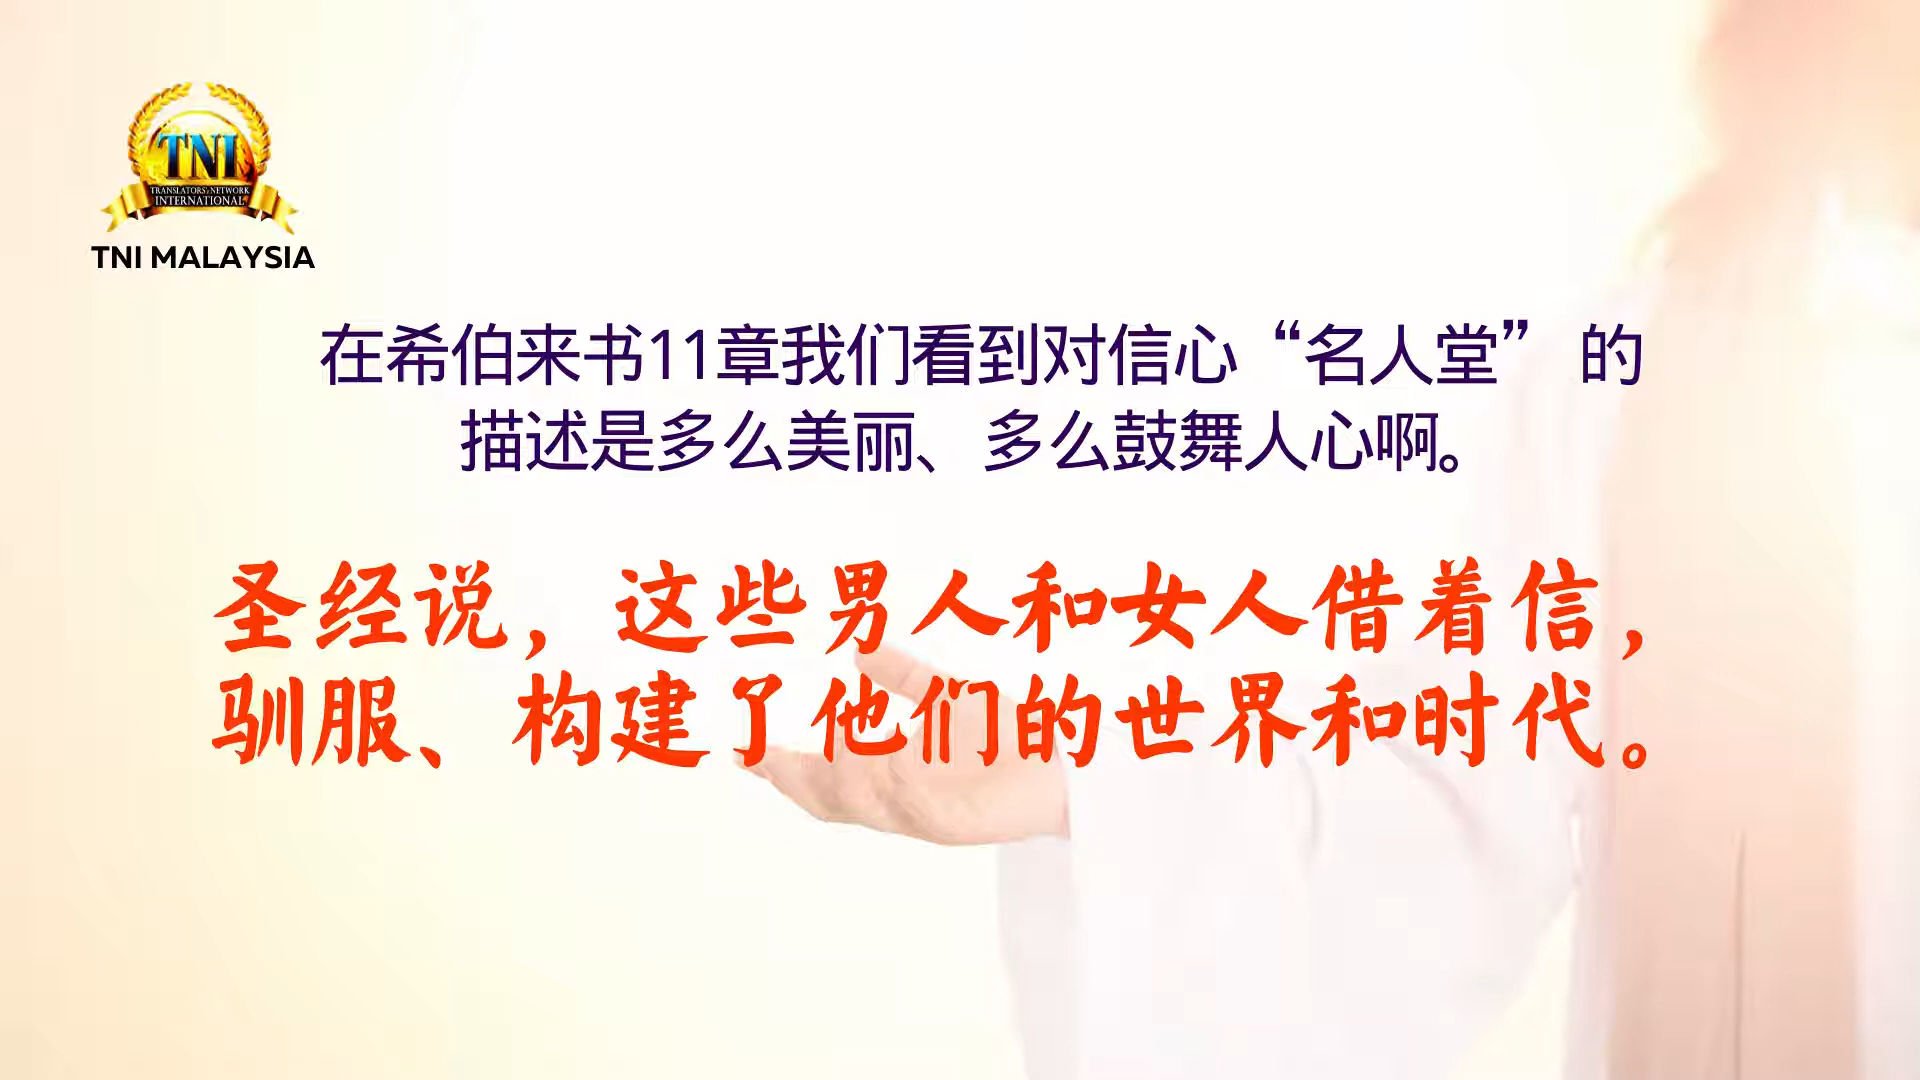 TNI
TRANSLATORS' NETWORK
INTERNATIONAL
TNI MALAYSIA
在希伯来书11章我们看到对信心“名人堂” 的
描述是多么美丽、多么鼓舞人心啊。
圣经说，这些男人和女人借着信，
驯服、构建了他们的世界和时代。